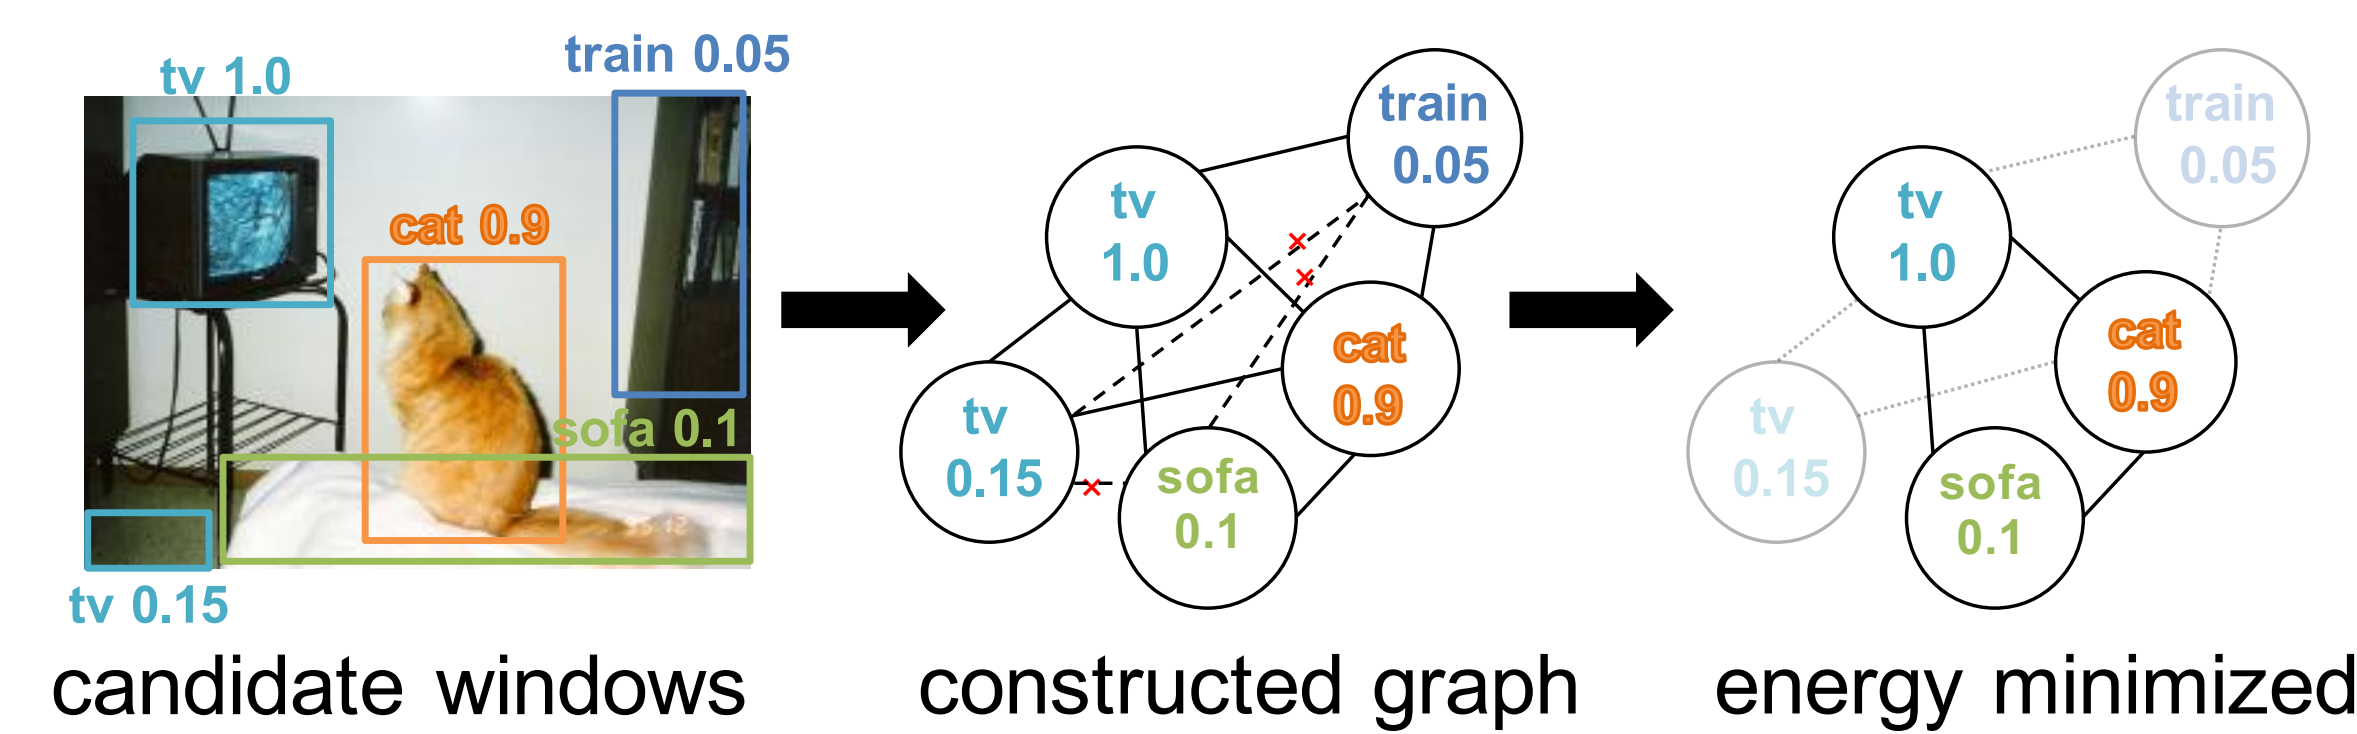 tv 1.0
train 0.05
cat 0.9
sofa 0.1
tv 0.15
candidate windows
train
0.05
tv
1.0
cat
0.9
tv
0.15
sofa
0.1
constructed graph
train
0.05
tv
1.0
cat
0.9
tv
0.15
sofa
0.1
energy minimized